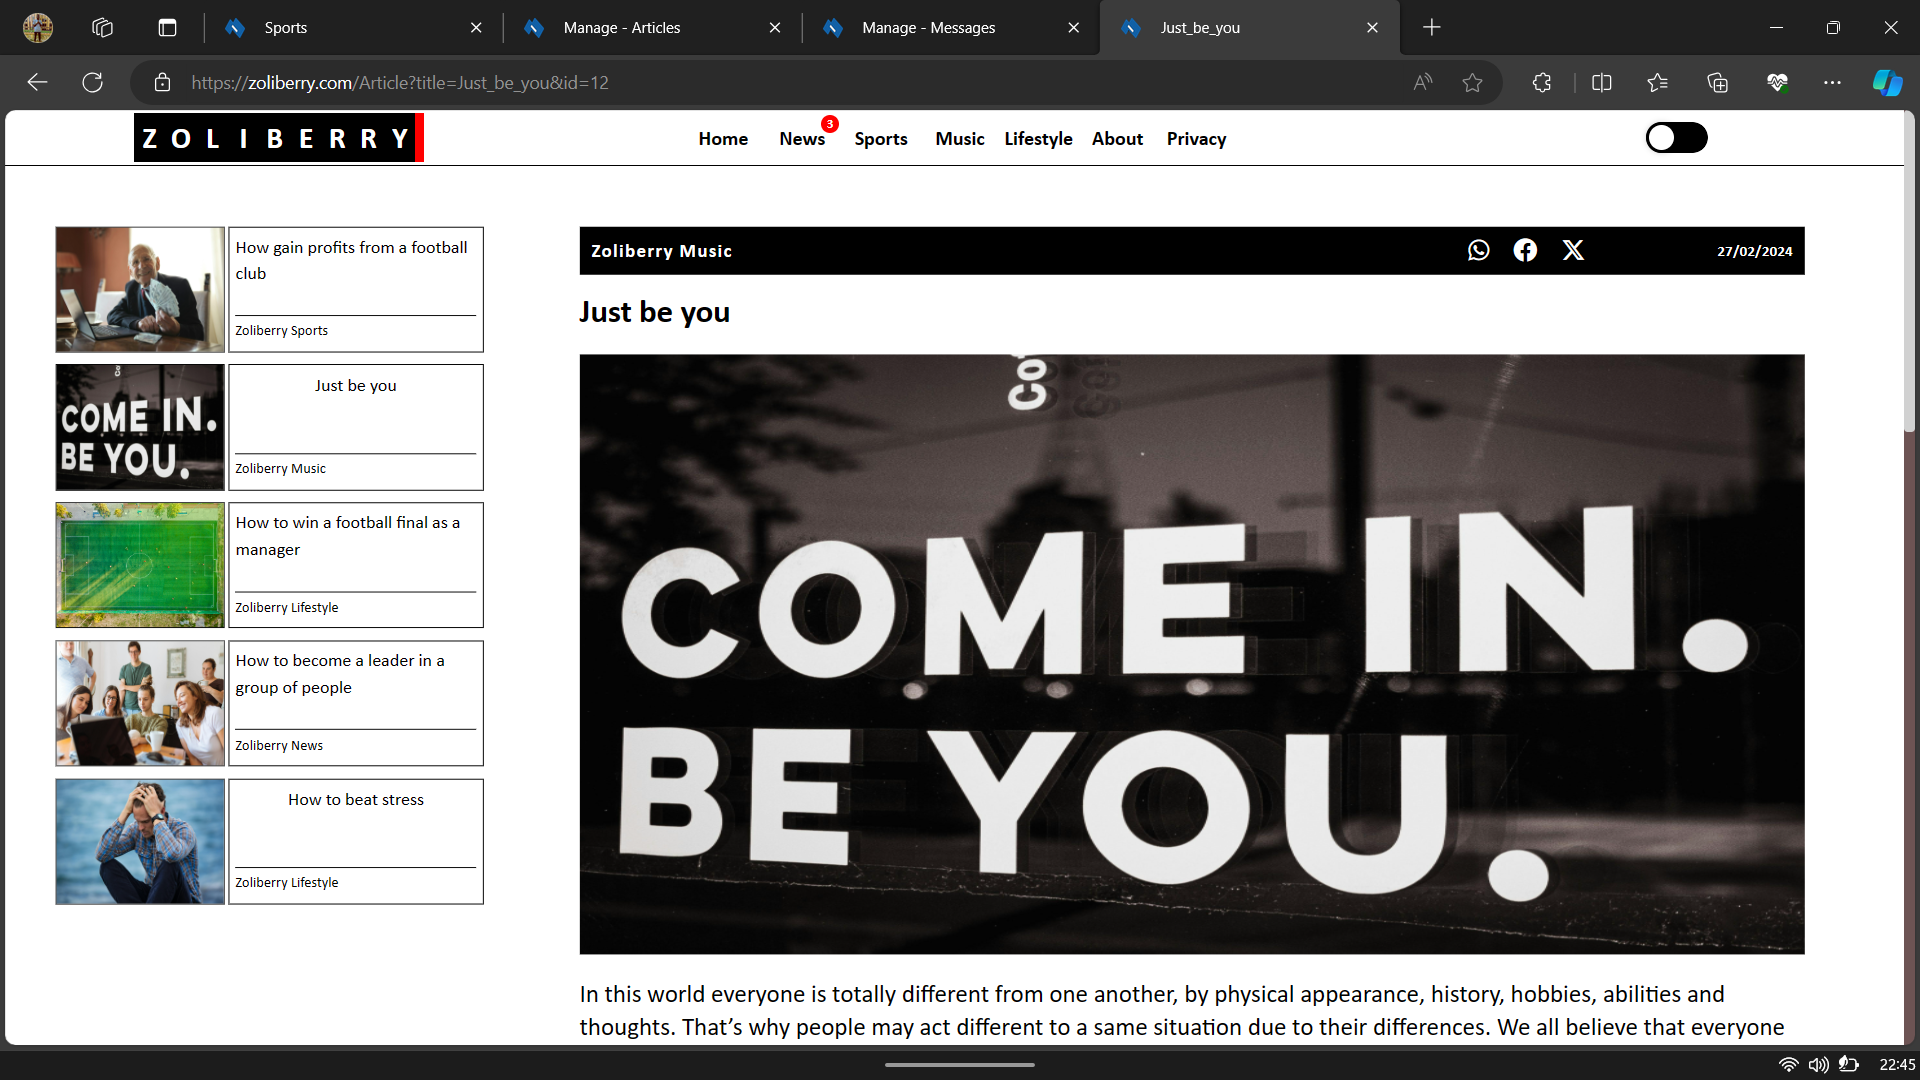 Sports
Manage - Articles
Manage - Messages
Just_be_you
https://zoliberry.com/Article?title=Just_be_you&id=12
ZOLIBERRY
Home
News
3
Sports
Music
Lifestyle
About
Privacy
How gain profits from a football
club
Zoliberry Sports
COME IN.
BE YOU.
Just be you
Zoliberry Music
How to win a football final as a
manager
Zoliberry Lifestyle
How to become a leader in a
group of people
Zoliberry News
How to beat stress
Zoliberry Lifestyle
Zoliberry Music
27/02/2024
Just be you
Co
COME IN.
BE YOU.
In this world everyone is totally different from one another, by physical appearance, history, hobbies, abilities and
thoughts. That’s why people may act different to a same situation due to their differences. We all believe that everyone
22:45